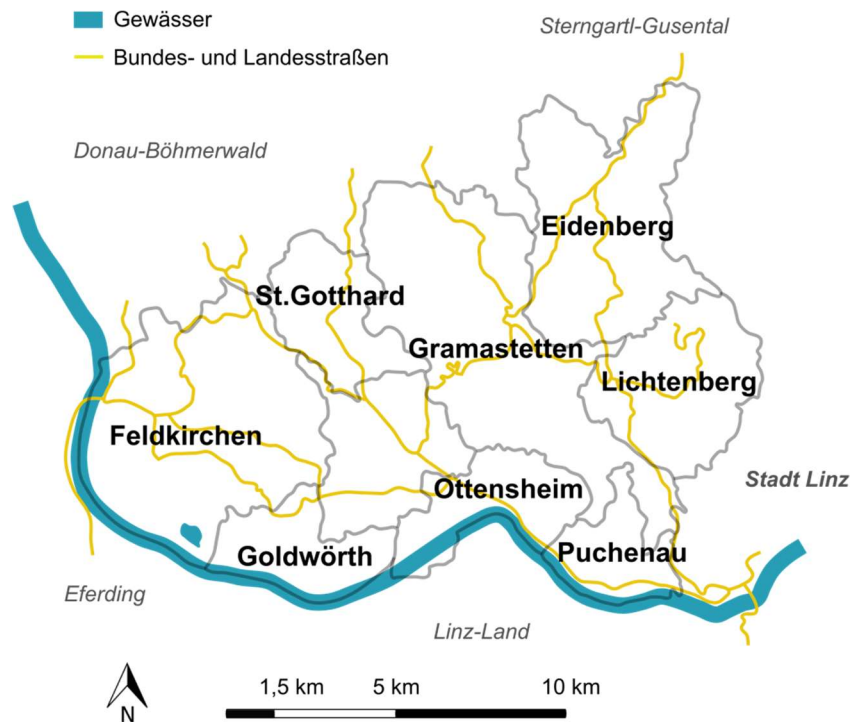 Gewässer
Bundes- und Landesstraßen
Sterngartl-Gusental
Donau-Böhmerwald
Eidenberg
St.Gotthard
Gramastetten
Lichtenberg
Feldkirchen
Stadt Linz
Ottensheim
Goldwörth
Puchenau
Eferding
Linz-Land
N
1,5 km 5 km 10 km